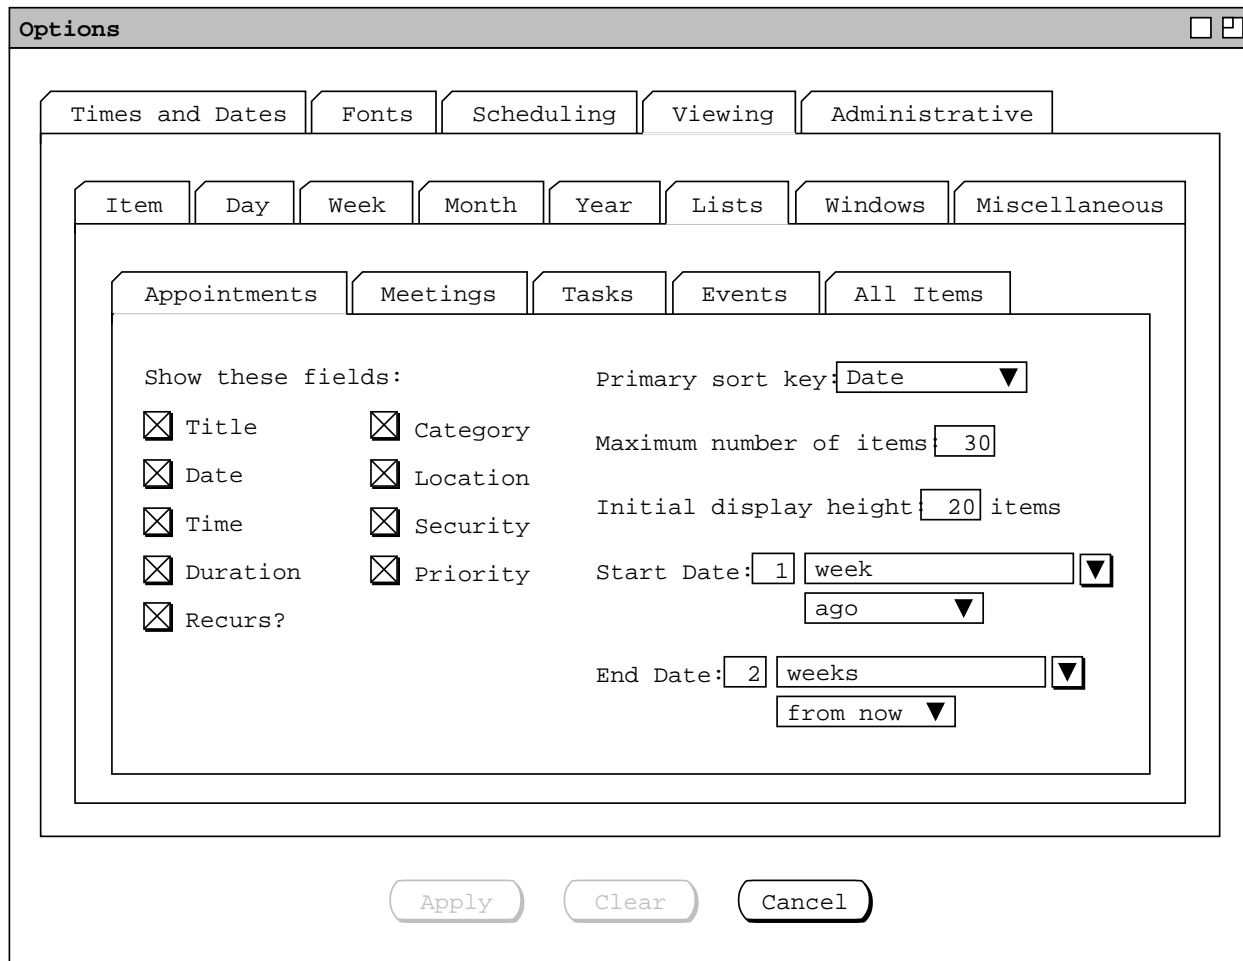 Options
Times and Dates Fonts Scheduling Viewing Administrative
Item Day Week Month Year Lists Windows Miscellaneous
Appointments Meetings Tasks Events All Items
Show these fields:
Title
Category
Date
Location
Time
Security
Duration
Priority
Recurs?
Primary sort key: Date
Maximum number of items: 30
Initial display height: 20 items
Start Date: 1 week
ago
End Date: 2 weeks
from now
Apply Clear Cancel